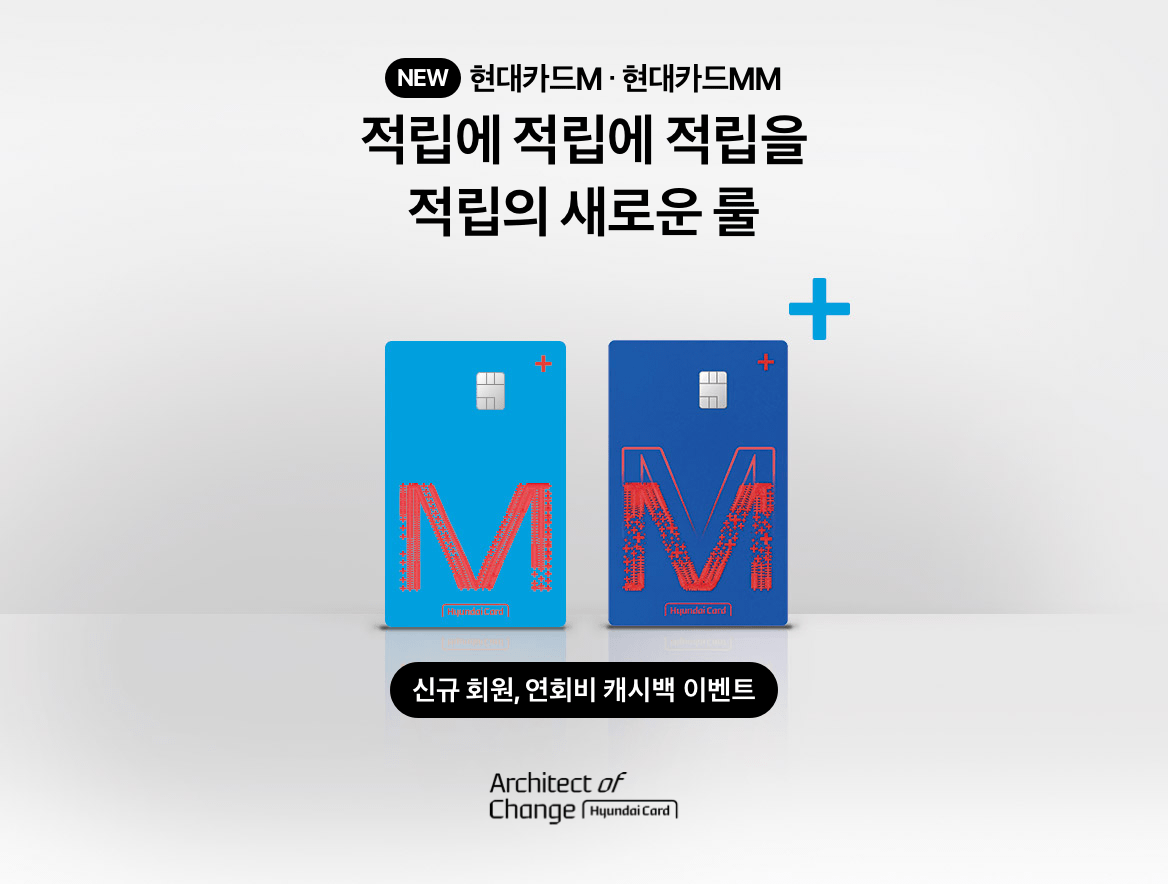 NEW 현대카드M · 현대카드MM
적립에 적립에 적립을
적립의 새로운 룰
M
Hyundai Card
M
Hyundai Card
신규 회원, 연회비 캐시백 이벤트
Architect of
Change Hyundai Card